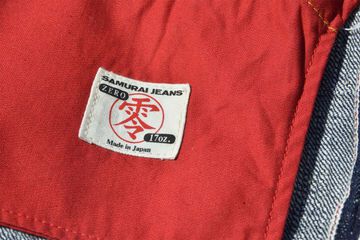 SAMURAI JEANS
ZERO
零
17oz.
Made in Japan